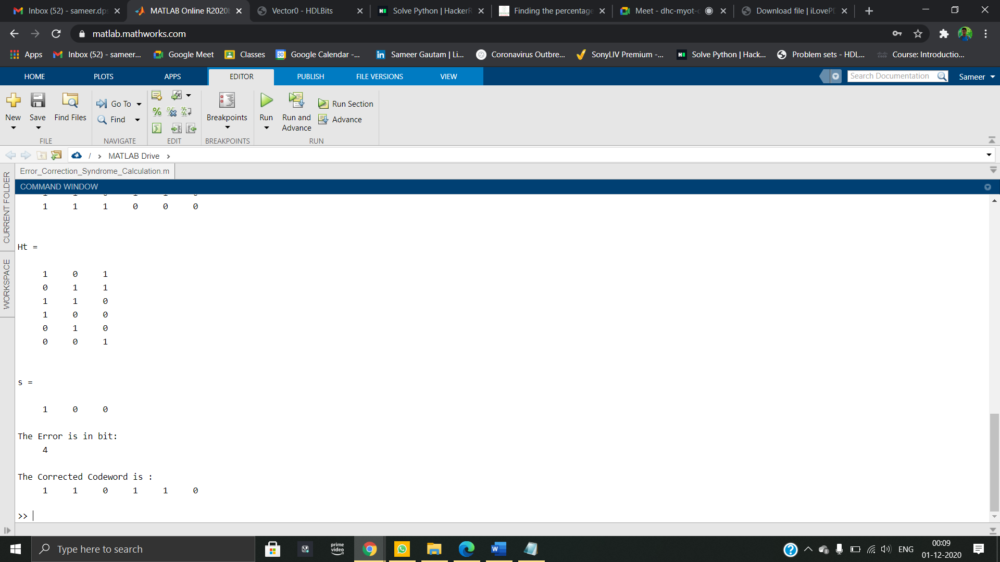 Inbox (52) - sameer.dps
MATLAB Online R2020b
Vector0 - HDLBits
Solve Python | HackerR
Finding the percentage
Meet - dhc-myot-c
Download file | iLovePD
matlab.mathworks.com
Apps
Inbox (52) - sameer...
Google Meet
Classes
Google Calendar -...
Sameer Gautam | Li...
Coronavirus Outbre...
SonyLIV Premium -...
Solve Python | Hack...
Problem sets - HDL...
Course: Introductio...
HOME PLOTS APPS EDITOR PUBLISH FILE VERSIONS VIEW
Search Documentation
Sameer
New
Save
Find Files
Go To
Find
Breakpoints
Run
Run and Advance
Run Section
Advance
FILE NAVIGATE EDIT BREAKPOINTS RUN
/ > MATLAB Drive >
Error_Correction_Syndrome_Calculation.m
CURRENT FOLDER
WORKSPACE
COMMAND WINDOW
1 1 1 0 0 0
Ht =
1 0 1
0 1 1
1 1 0
1 0 0
0 1 0
0 0 1
s =
1 0 0
The Error is in bit:
4
The Corrected Codeword is :
1 1 0 1 1 0
>>
Type here to search
prime video
ENG
00:09
01-12-2020